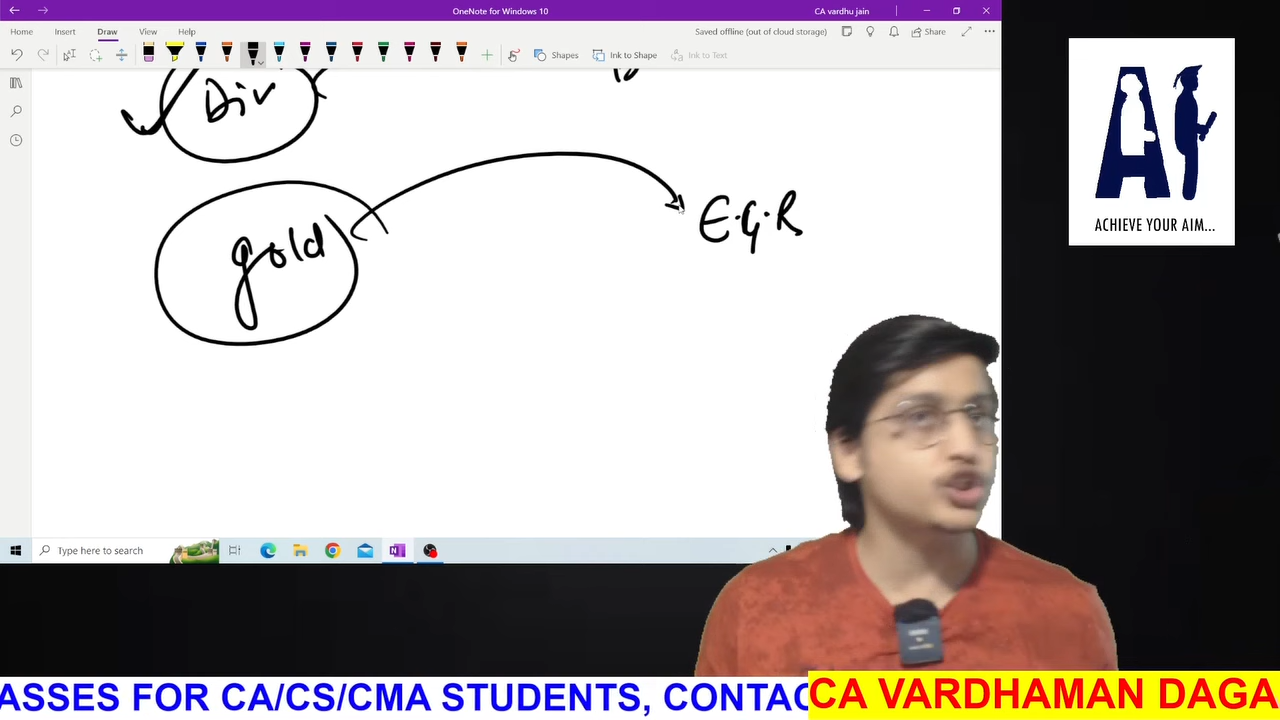 OneNote for Windows 10
CA vardhu jain
Home Insert Draw View Help
Saved offline (out of cloud storage)
Share
Shapes
Ink to Shape
Ink to Text
Div
gold
E.G.R
AI
ACHIEVE YOUR AIM...
Type here to search
ASSES FOR CA/CS/CMA STUDENTS, CONTAC
CA VARDHAMAN DAGA